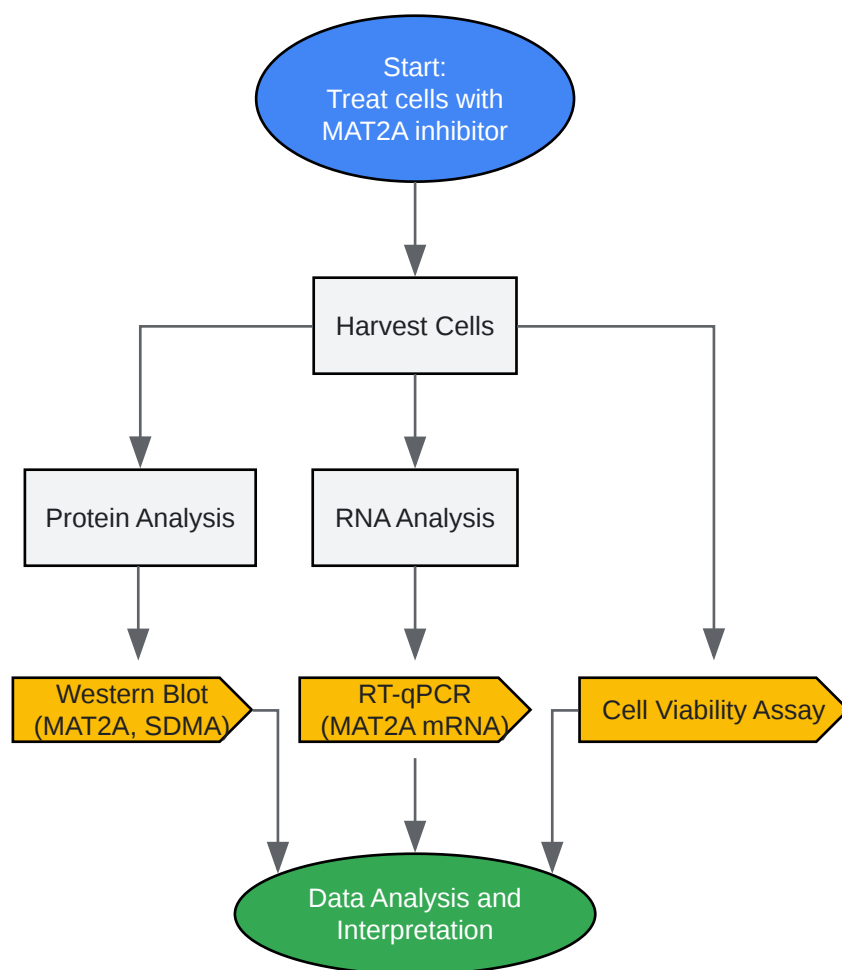 Start:
Treat cells with
MAT2A inhibitor
Harvest Cells
Protein Analysis
RNA Analysis
Western Blot
(MAT2A, SDMA)
RT-qPCR
(MAT2A mRNA)
Cell Viability Assay
Data Analysis and
Interpretation